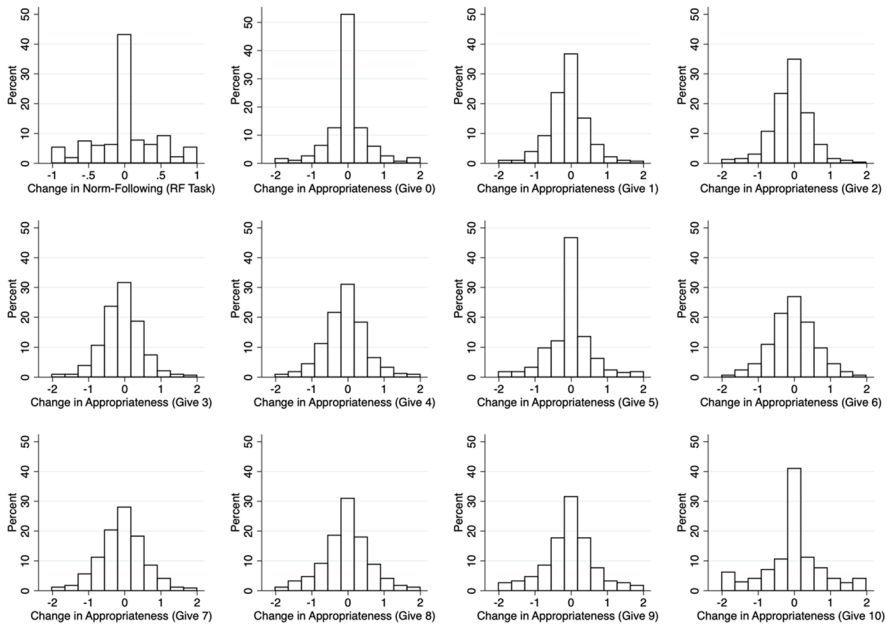 50
40
30
20
10
0
Percent
-1 -.5 0 .5 1
Change in Norm-Following (RF Task)
50
40
30
20
10
0
Percent
-2 -1 0 1 2
Change in Appropriateness (Give 0)
50
40
30
20
10
0
Percent
-2 -1 0 1 2
Change in Appropriateness (Give 1)
50
40
30
20
10
0
Percent
-2 -1 0 1 2
Change in Appropriateness (Give 2)
50
40
30
20
10
0
Percent
-2 -1 0 1 2
Change in Appropriateness (Give 3)
50
40
30
20
10
0
Percent
-2 -1 0 1 2
Change in Appropriateness (Give 4)
50
40
30
20
10
0
Percent
-2 -1 0 1 2
Change in Appropriateness (Give 5)
50
40
30
20
10
0
Percent
-2 -1 0 1 2
Change in Appropriateness (Give 6)
50
40
30
20
10
0
Percent
-2 -1 0 1 2
Change in Appropriateness (Give 7)
50
40
30
20
10
0
Percent
-2 -1 0 1 2
Change in Appropriateness (Give 8)
50
40
30
20
10
0
Percent
-2 -1 0 1 2
Change in Appropriateness (Give 9)
50
40
30
20
10
0
Percent
-2 -1 0 1 2
Change in Appropriateness (Give 10)